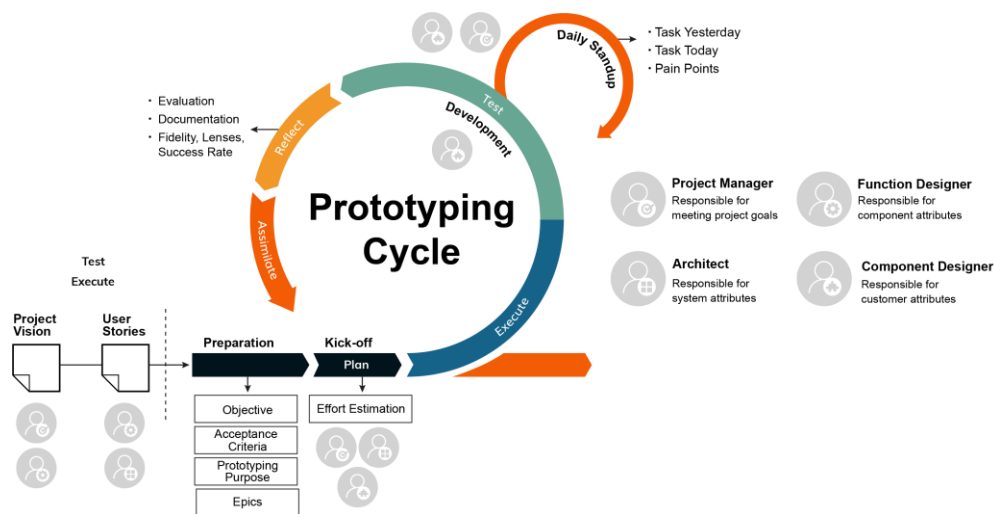 Daily Standup
• Task Yesterday
• Task Today
• Pain Points
• Evaluation
• Documentation
• Fidelity, Lenses,
Success Rate
Reflect
Test
Development
Prototyping
Cycle
Assimilate
Execute
Project Manager
Responsible for
meeting project goals
Function Designer
Responsible for
component attributes
Architect
Responsible for
system attributes
Component Designer
Responsible for
customer attributes
Test
Execute
Project
Vision
User
Stories
Preparation
Kick-off
Plan
Objective
Acceptance
Criteria
Prototyping
Purpose
Epics
Effort Estimation